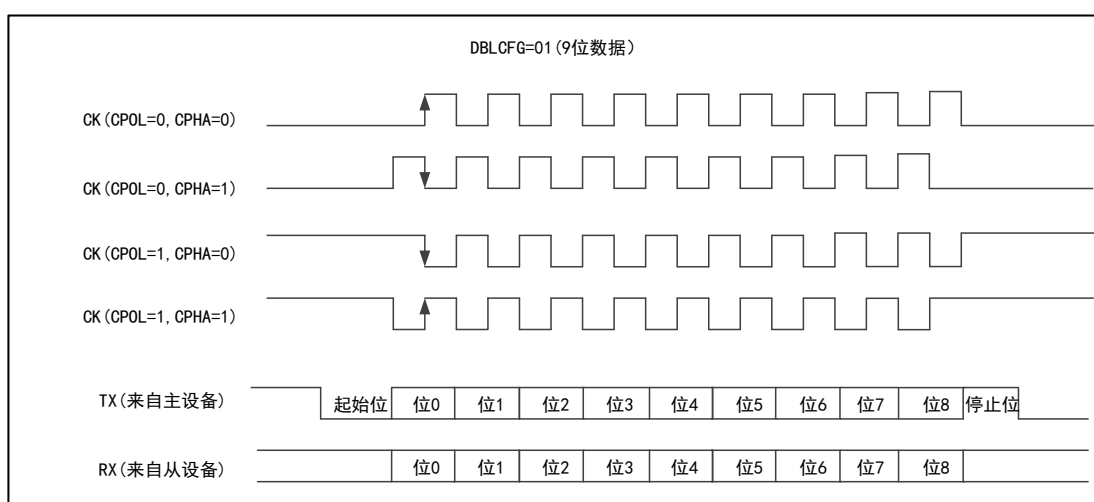 DBLCFG=01(9位数据)
CK(CPOL=0,CPHA=0)
CK(CPOL=0,CPHA=1)
CK(CPOL=1,CPHA=0)
CK(CPOL=1,CPHA=1)
TX(来自主设备) 起始位 位0 位1 位2 位3 位4 位5 位6 位7 位8 停止位
RX(来自从设备) 位0 位1 位2 位3 位4 位5 位6 位7 位8